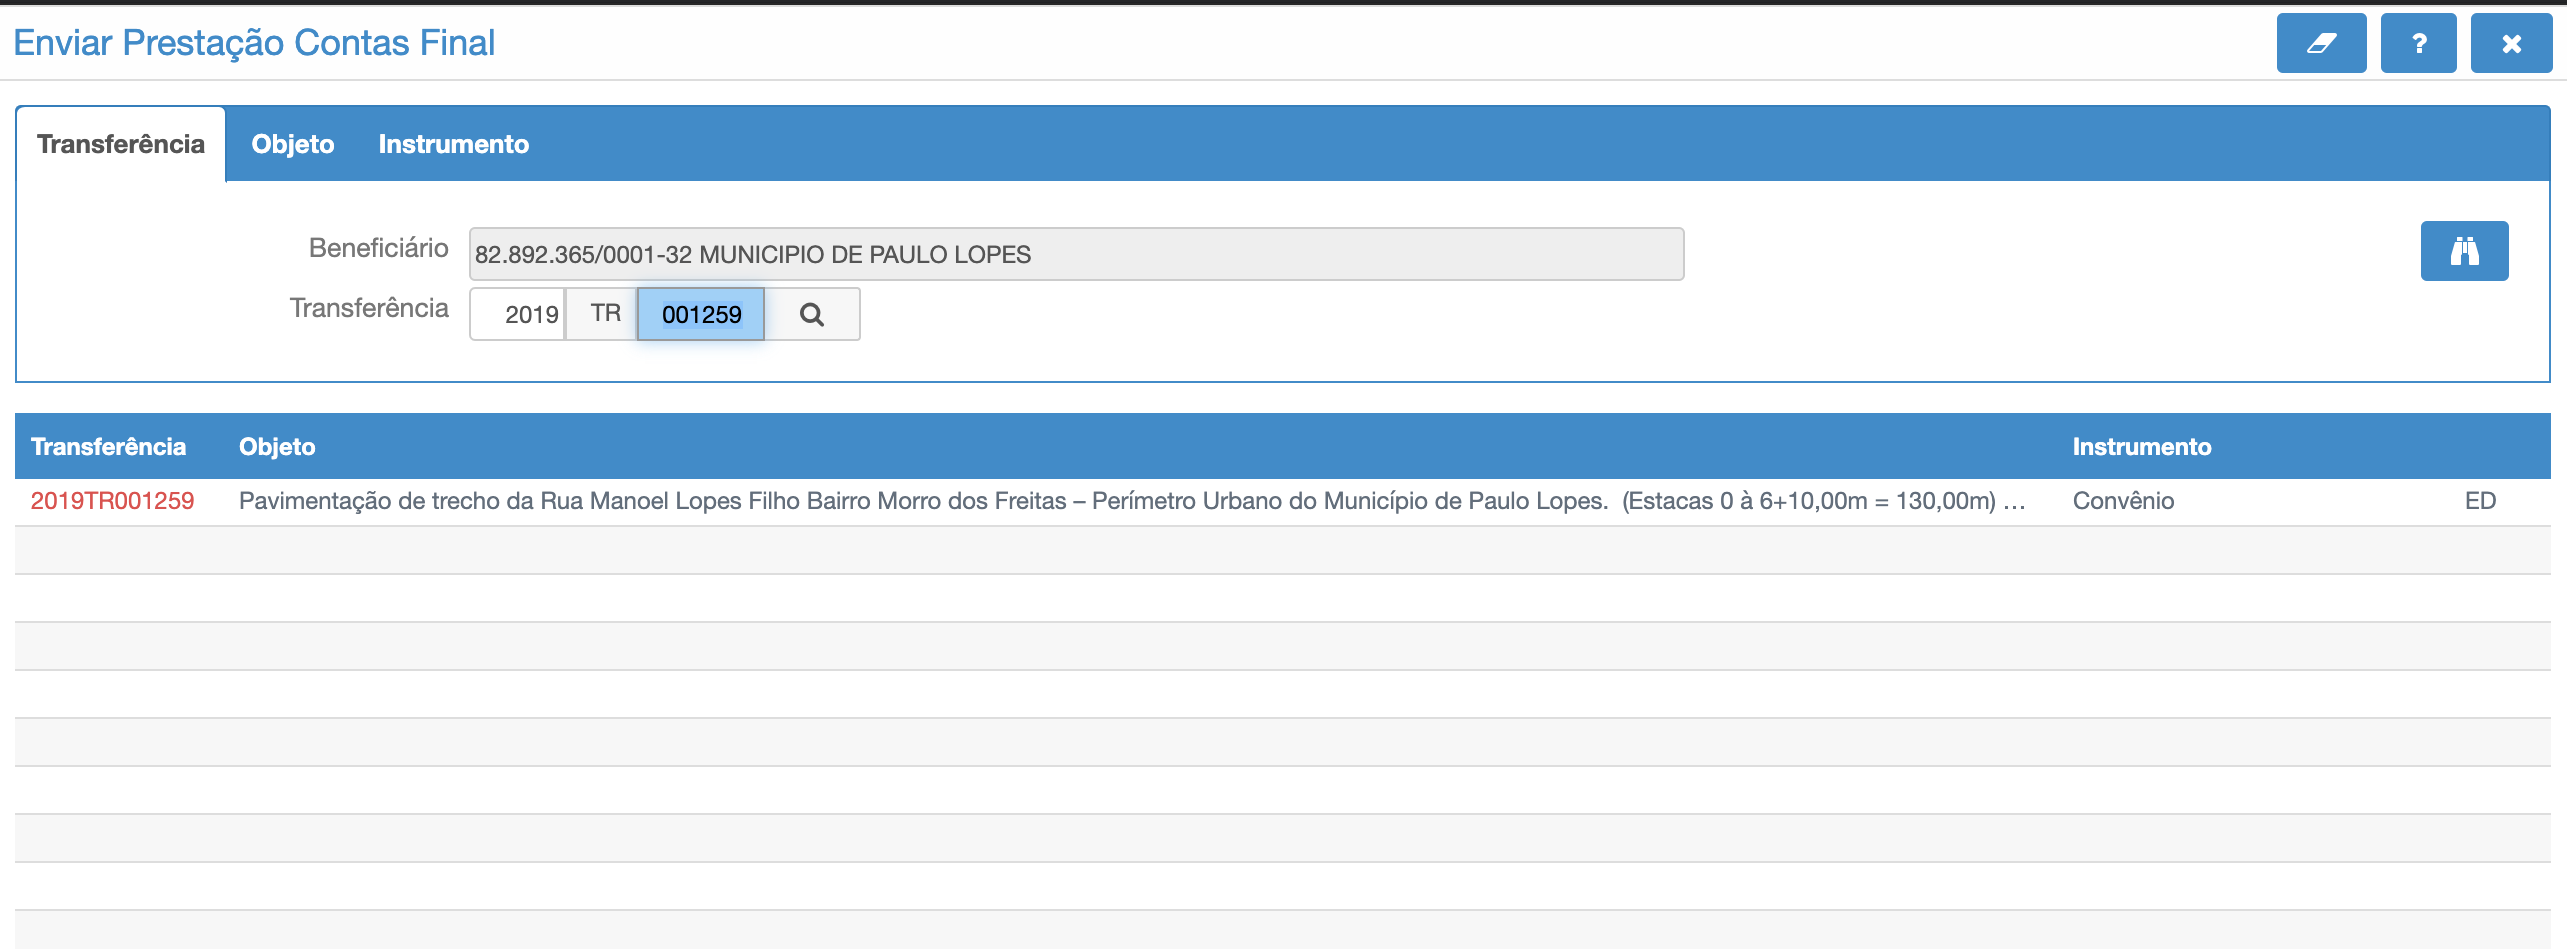 Enviar Prestação Contas Final
?
Transferência Objeto Instrumento
Beneficiário 82.892.365/0001-32 MUNICIPIO DE PAULO LOPES
Transferência 2019 TR 001259
Transferência Objeto Instrumento
2019TR001259 Pavimentação de trecho da Rua Manoel Lopes Filho Bairro Morro dos Freitas – Perímetro Urbano do Município de Paulo Lopes. (Estacas 0 à 6+10,00m = 130,00m) … Convênio ED